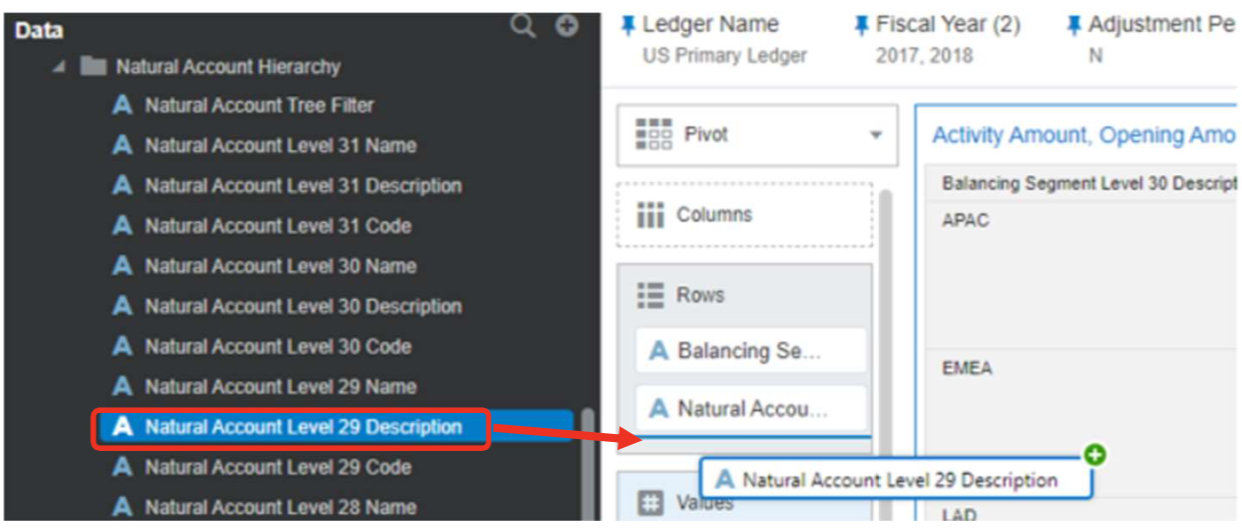 Data
Natural Account Hierarchy
Natural Account Tree Filter
Natural Account Level 31 Name
Natural Account Level 31 Description
Natural Account Level 31 Code
Natural Account Level 30 Name
Natural Account Level 30 Description
Natural Account Level 30 Code
Natural Account Level 29 Name
Natural Account Level 29 Description
Natural Account Level 29 Code
Natural Account Level 28 Name
Ledger Name
US Primary Ledger
Fiscal Year (2)
2017, 2018
Adjustment Pe
N
Pivot
Columns
Rows
Balancing Se...
Natural Accou...
Values
Natural Account Level 29 Description
Activity Amount, Opening Amo
Balancing Segment Level 30 Descript
APAC
EMEA
LAD